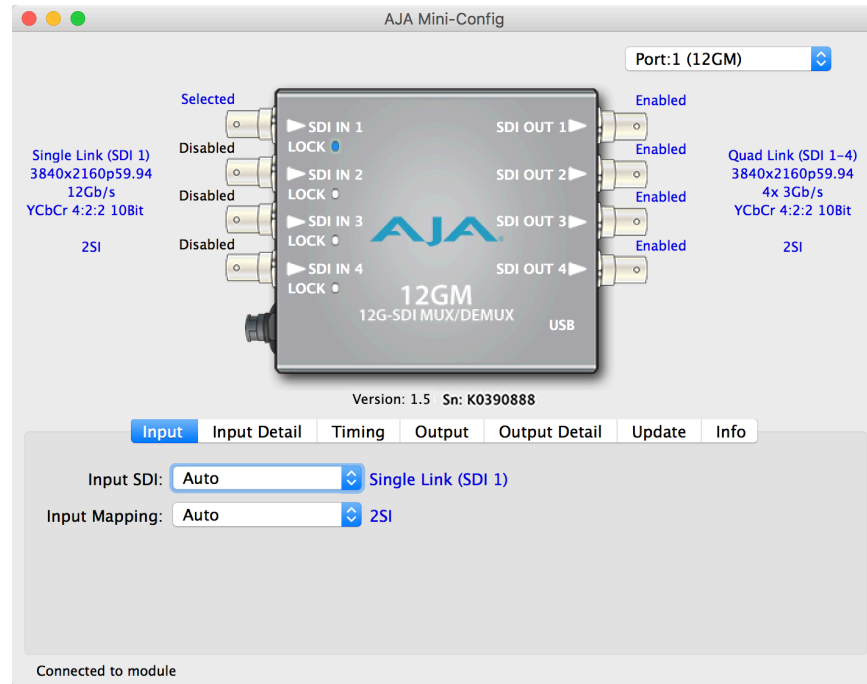 AJA Mini-Config
Port:1 (12GM)
Selected
Disabled
Disabled
Disabled
Single Link (SDI 1)
3840x2160p59.94
12Gb/s
YCbCr 4:2:2 10Bit
2SI
SDI IN 1
LOCK
SDI IN 2
LOCK
SDI IN 3
LOCK
SDI IN 4
LOCK
SDI OUT 1
SDI OUT 2
SDI OUT 3
SDI OUT 4
AJA
12GM
12G-SDI MUX/DEMUX
USB
Enabled
Enabled
Enabled
Enabled
Quad Link (SDI 1-4)
3840x2160p59.94
4x 3Gb/s
YCbCr 4:2:2 10Bit
2SI
Version: 1.5 Sn: K0390888
Input Input Detail Timing Output Output Detail Update Info
Input SDI: Auto Single Link (SDI 1)
Input Mapping: Auto 2SI
Connected to module